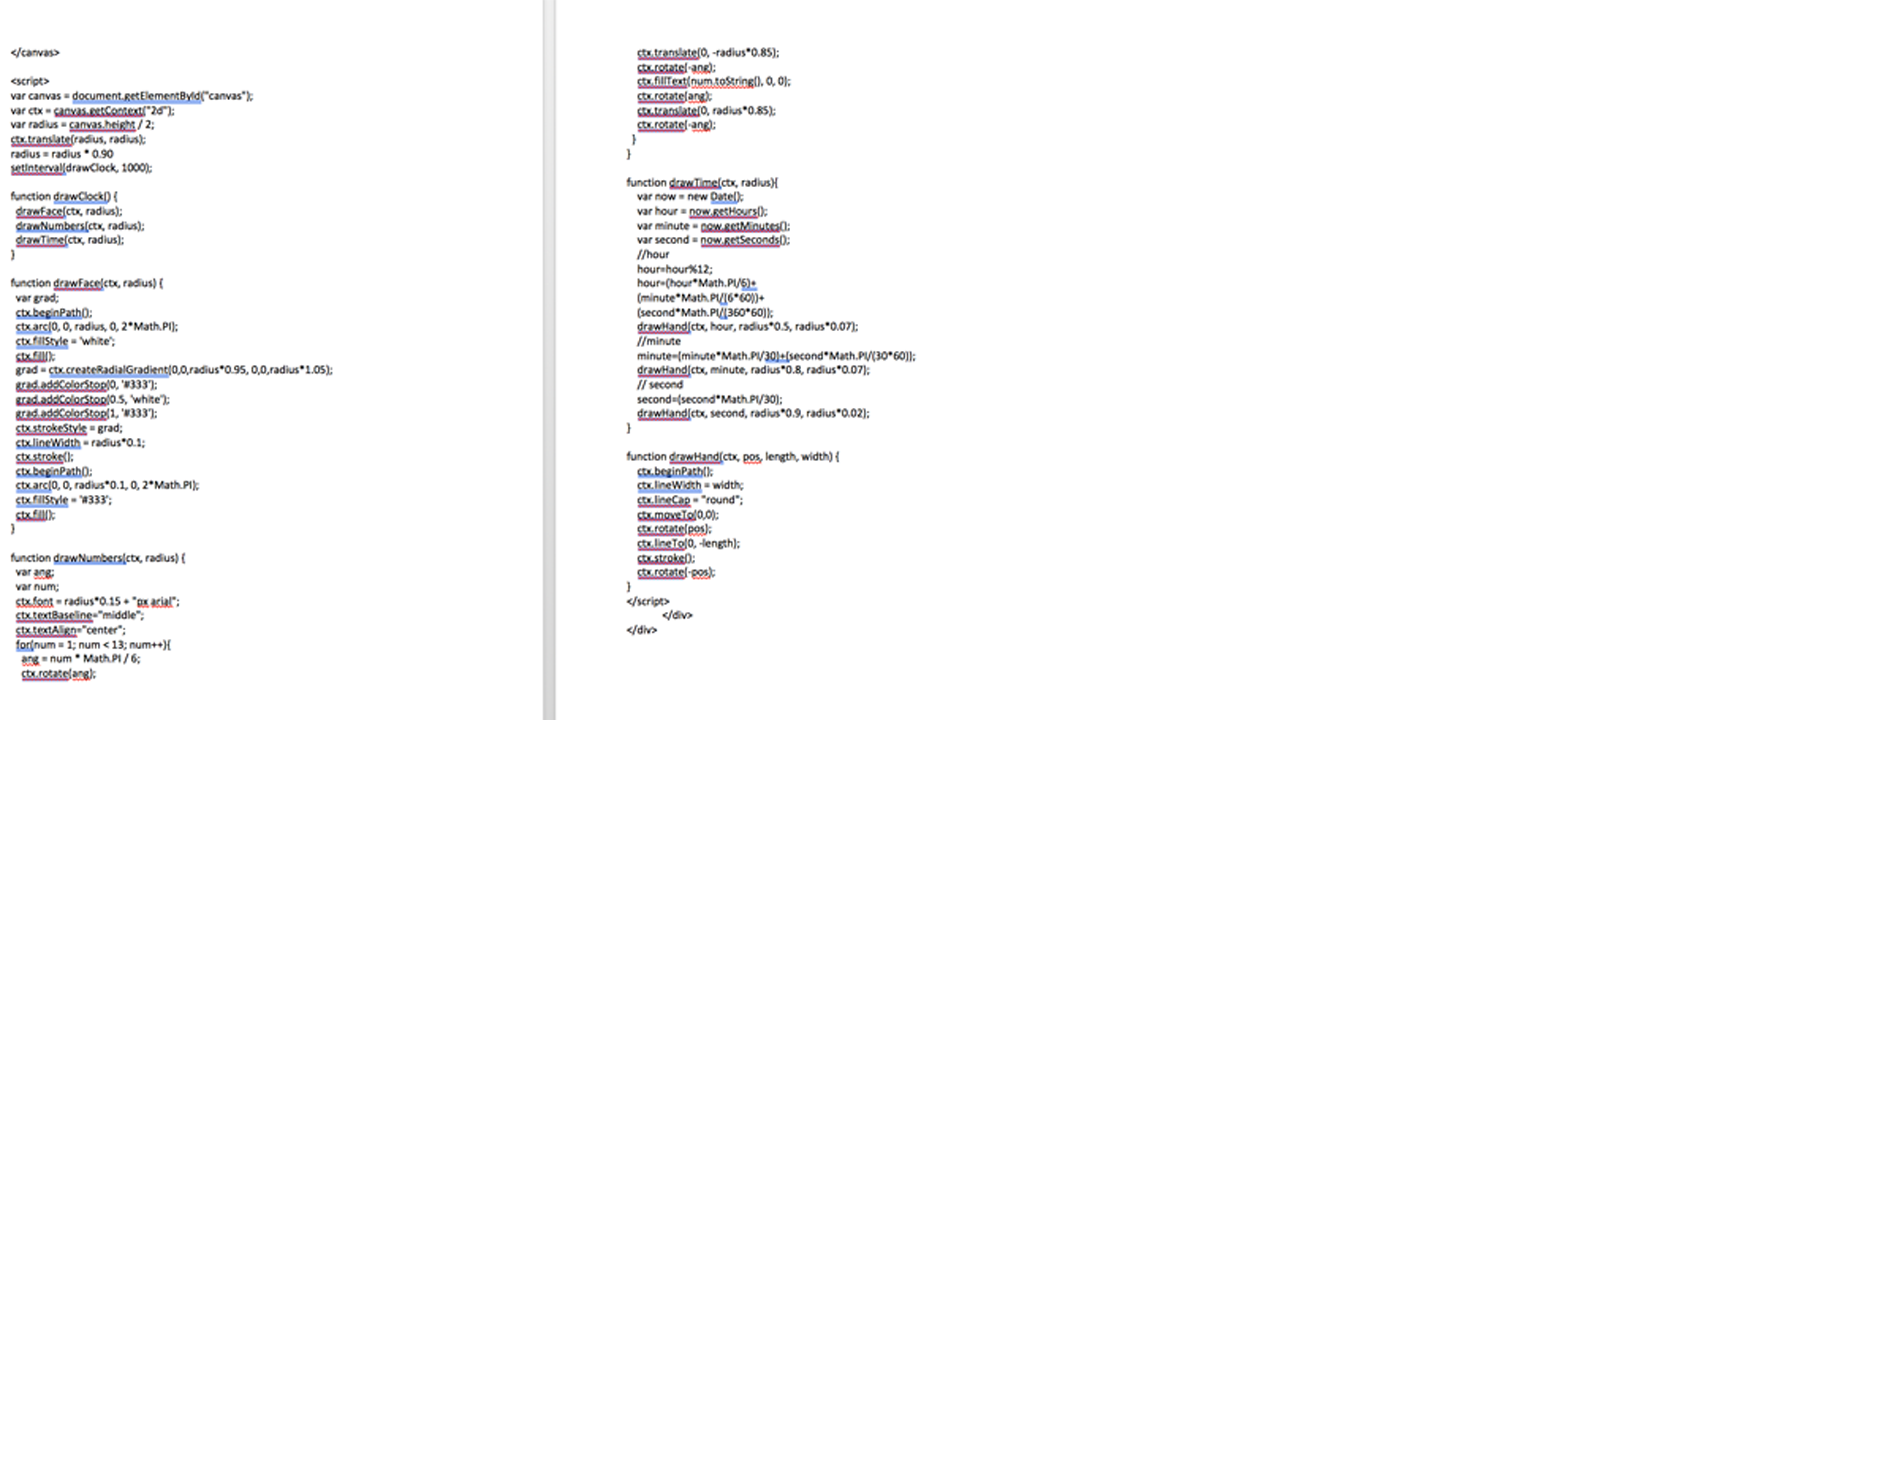 </canvas>
<script>
var canvas = document.getElementById("canvas");
var ctx = canvas.getContext("2d");
var radius = canvas.height / 2;
ctx.translate(radius, radius);
radius = radius * 0.90
setInterval(drawClock, 1000);
function drawClock() {
drawFace(ctx, radius);
drawNumbers(ctx, radius);
drawTime(ctx, radius);
}
function drawFace(ctx, radius) {
var grad;
ctx.beginPath();
ctx.arc(0, 0, radius, 0, 2*Math.PI);
ctx.fillStyle = 'white';
ctx.fill();
grad = ctx.createRadialGradient(0,0,radius*0.95, 0,0,radius*1.05);
grad.addColorStop(0, '#333');
grad.addColorStop(0.5, 'white');
grad.addColorStop(1, '#333');
ctx.strokeStyle = grad;
ctx.lineWidth = radius*0.1;
ctx.stroke();
ctx.beginPath();
ctx.arc(0, 0, radius*0.1, 0, 2*Math.PI);
ctx.fillStyle = '#333';
ctx.fill();
}
function drawNumbers(ctx, radius) {
var ang;
var num;
ctx.font = radius*0.15 + "px arial";
ctx.textBaseline="middle";
ctx.textAlign="center";
for(num = 1; num < 13; num++){
ang = num * Math.PI / 6;
ctx.rotate(ang);
ctx.translate(0, -radius*0.85);
ctx.rotate(-ang);
ctx.fillText(num.toString(), 0, 0);
ctx.rotate(ang);
ctx.translate(0, radius*0.85);
ctx.rotate(-ang);
}
}
function drawTime(ctx, radius){
var now = new Date();
var hour = now.getHours();
var minute = now.getMinutes();
var second = now.getSeconds();
//hour
hour=hour%12;
hour=(hour*Math.PI/6)+
(minute*Math.PI/(6*60))+
(second*Math.PI/(360*60));
drawHand(ctx, hour, radius*0.5, radius*0.07);
//minute
minute=(minute*Math.PI/30)+(second*Math.PI/(30*60));
drawHand(ctx, minute, radius*0.8, radius*0.07);
// second
second=(second*Math.PI/30);
drawHand(ctx, second, radius*0.9, radius*0.02);
}
function drawHand(ctx, pos, length, width) {
ctx.beginPath();
ctx.lineWidth = width;
ctx.lineCap = "round";
ctx.moveTo(0,0);
ctx.rotate(pos);
ctx.lineTo(0, -length);
ctx.stroke();
ctx.rotate(-pos);
}
</script>
</div>
</div>